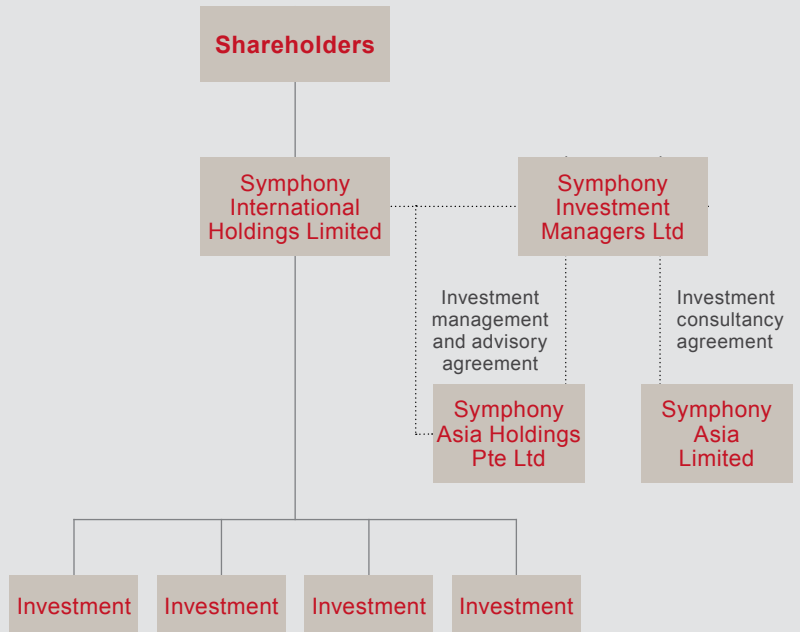 Shareholders
Symphony
International
Holdings Limited
Symphony
Investment
Managers Ltd
Investment
management
and advisory
agreement
Investment
consultancy
agreement
Symphony
Asia Holdings
Pte Ltd
Symphony
Asia
Limited
Investment
Investment
Investment
Investment